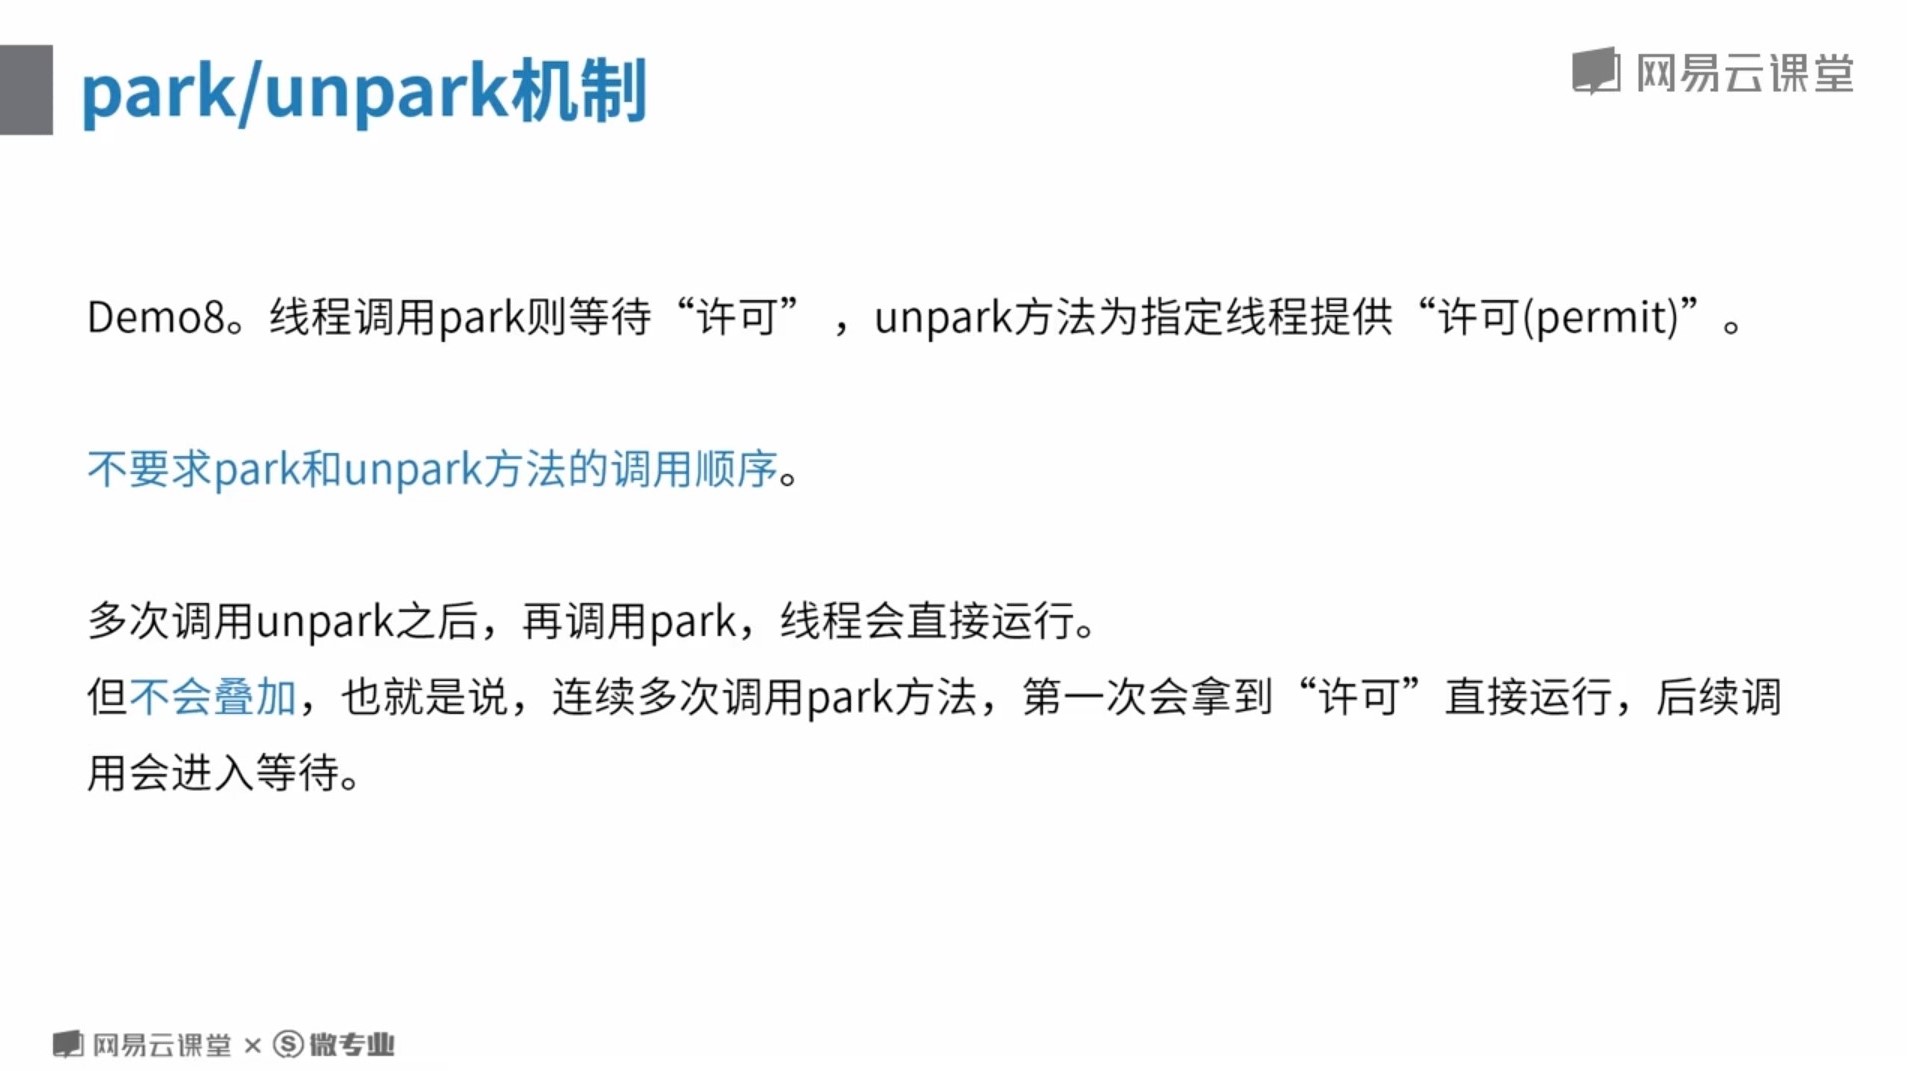 park/unpark机制
网易云课堂
Demo8。线程调用park则等待“许可” ，unpark方法为指定线程提供“许可(permit)” 。
不要求park和unpark方法的调用顺序。
多次调用unpark之后，再调用park，线程会直接运行。
但不会叠加，也就是说，连续多次调用park方法，第一次会拿到“许可”直接运行，后续调
用会进入等待。
网易云课堂 × S 微专业